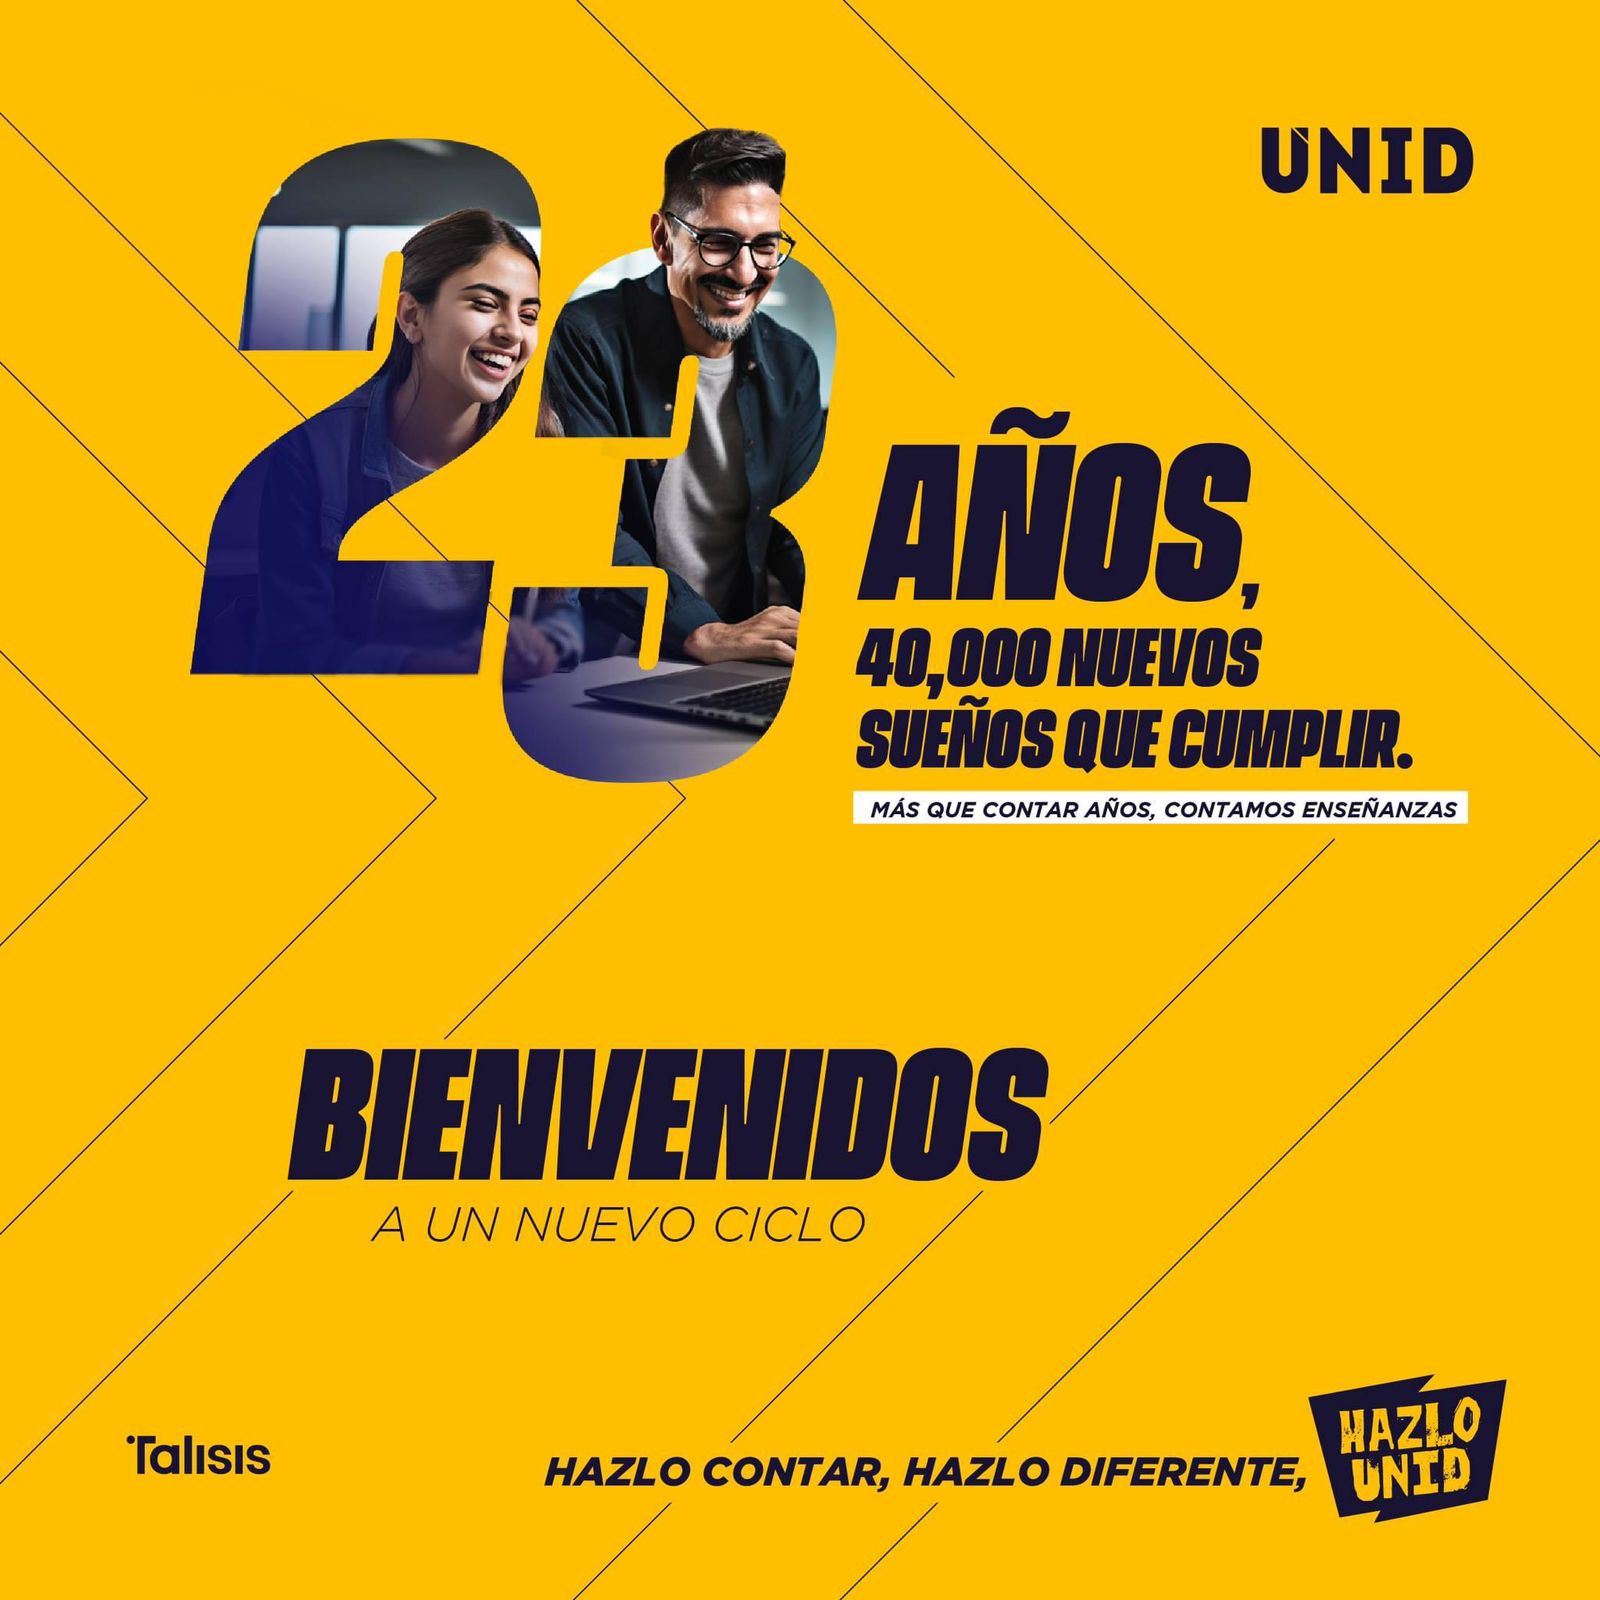 UNID
23
AÑOS,
40,000 NUEVOS
SUEÑOS QUE CUMPLIR.
MÁS QUE CONTAR AÑOS, CONTAMOS ENSEÑANZAS
BIENVENIDOS
A UN NUEVO CICLO
Talisis
HAZLO CONTAR, HAZLO DIFERENTE,
HAZLO
UNID